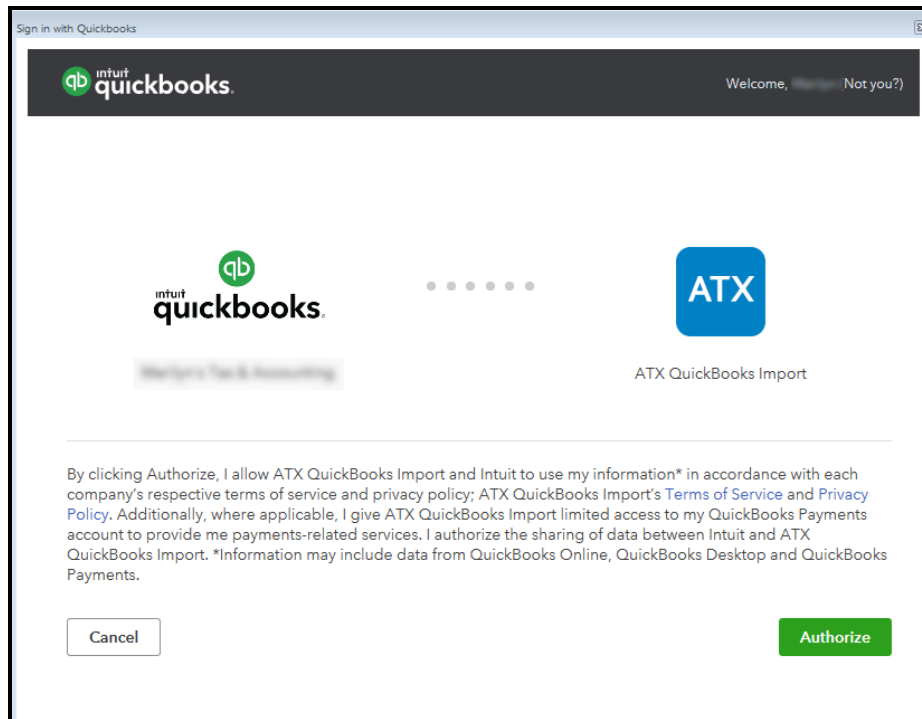 Sign in with Quickbooks
qb intuit quickbooks.
Welcome, (Not you?)
qb
intuit
quickbooks.
ATX
ATX QuickBooks Import
By clicking Authorize, I allow ATX QuickBooks Import and Intuit to use my information* in accordance with each
company's respective terms of service and privacy policy; ATX QuickBooks Import's Terms of Service and Privacy
Policy. Additionally, where applicable, I give ATX QuickBooks Import limited access to my QuickBooks Payments
account to provide me payments-related services. I authorize the sharing of data between Intuit and ATX
QuickBooks Import. *Information may include data from QuickBooks Online, QuickBooks Desktop and QuickBooks
Payments.
Cancel
Authorize